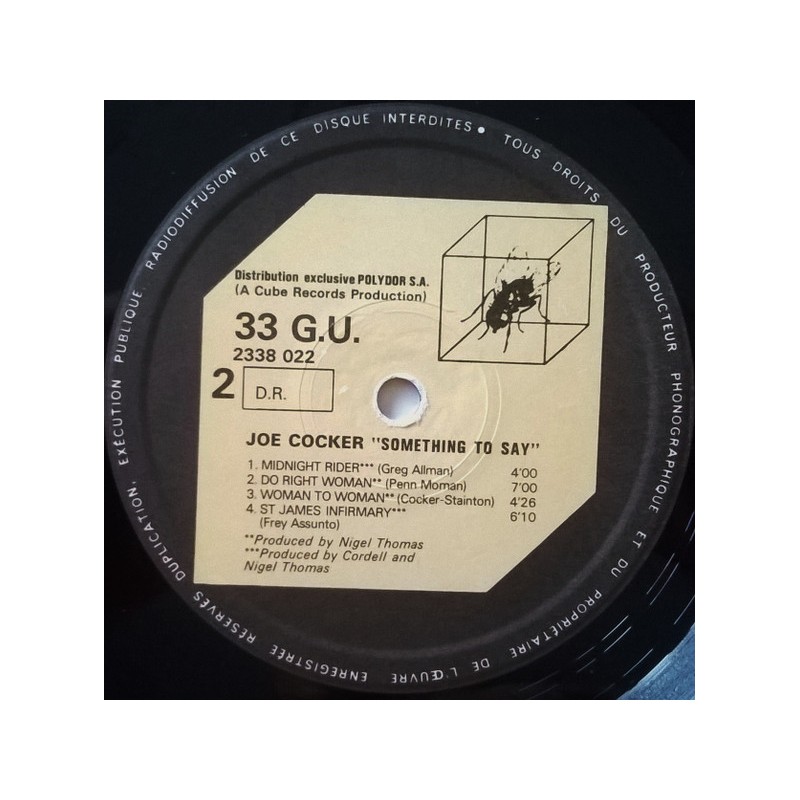 DUPLICATION, EXÉCUTION PUBLIQUE, RADIODIFFUSION DE CE DISQUE INTERDITES • TOUS DROITS DU PRODUCTEUR PHONOGRAPHIQUE ET DU PROPRIÉTAIRE DE L'ŒUVRE ENREGISTRÉE RÉSERVÉS
Distribution exclusive POLYDOR S.A.
(A Cube Records Production)
33 G.U.
2338 022
2 D.R.
JOE COCKER "SOMETHING TO SAY"
1. MIDNIGHT RIDER*** (Greg Allman) 4'00
2. DO RIGHT WOMAN** (Penn Moman) 7'00
3. WOMAN TO WOMAN** (Cocker-Stainton) 4'26
4. ST JAMES INFIRMARY*** 6'10
(Frey Assunto)
**Produced by Nigel Thomas
***Produced by Cordell and
Nigel Thomas